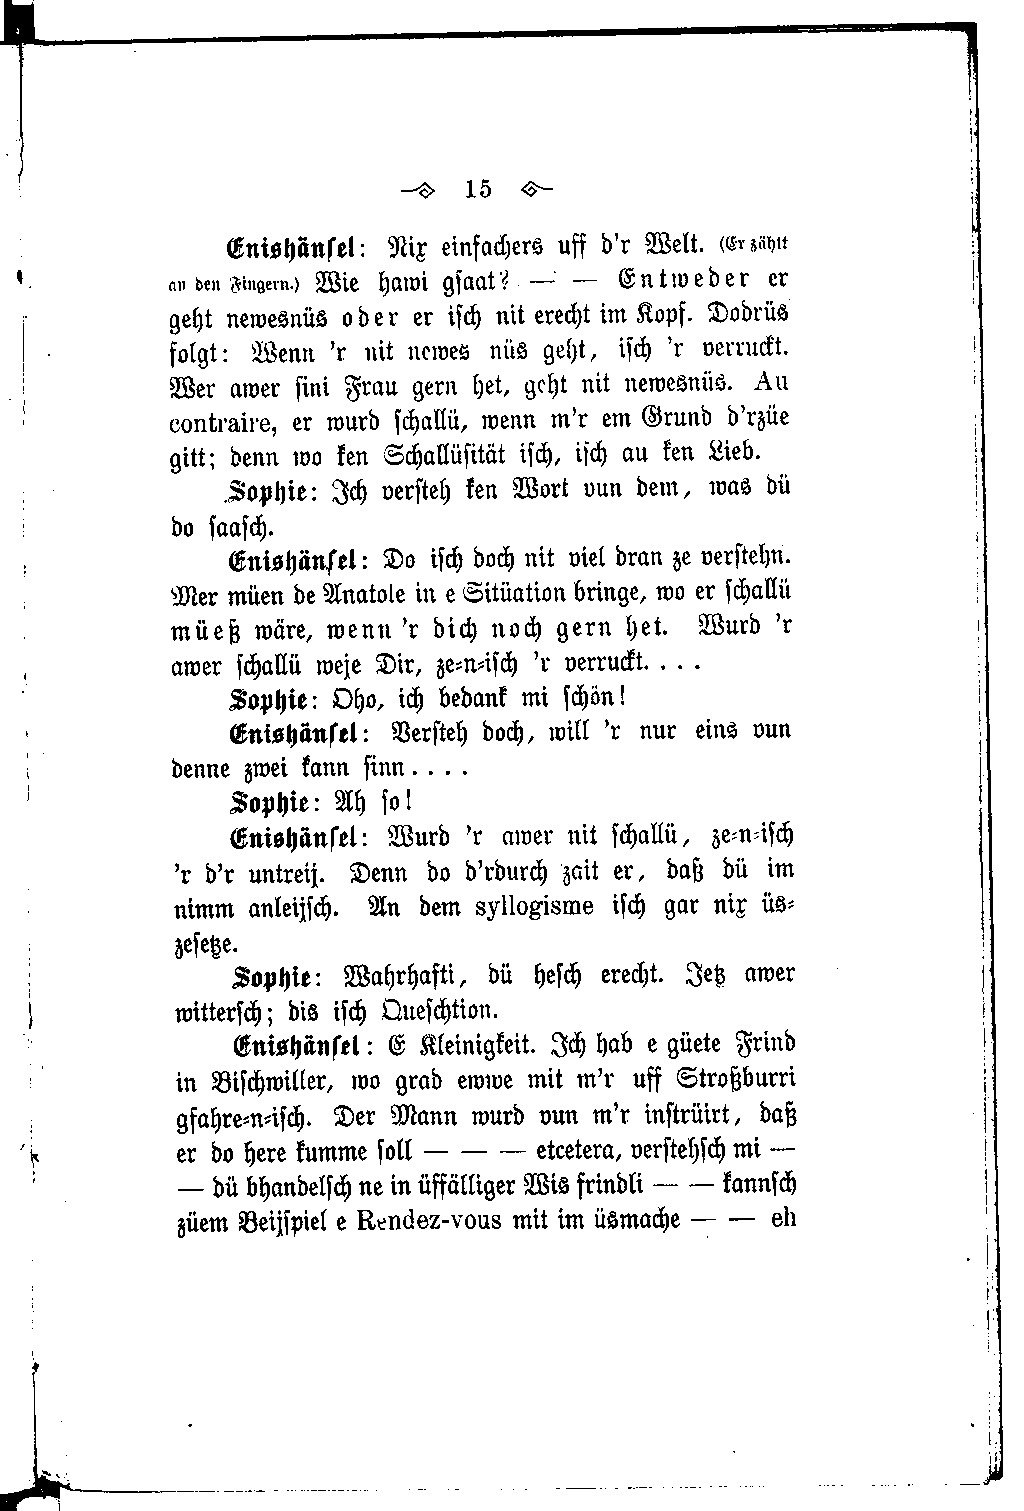 15
Enishänsel: Nix einfachers uff d'r Welt. (Er zählt
an den Fingern.) Wie hawi gsaat? — — Entweder er
geht newesnüs oder er isch nit erecht im Kopf. Dodrüs
folgt: Wenn 'r nit newes nüs geht, isch 'r verruckt.
Wer awer sini Frau gern het, geht nit newesnüs. Au
contraire, er wurd schallü, wenn m'r em Grund d'rzüe
gitt; denn wo ken Schallüsität isch, isch au ken Lieb.
Sophie: Ich versteh ken Wort vun dem, was dü
do saasch.
Enishänsel: Do isch doch nit viel dran ze verstehn.
Mer müen de Anatole in e Sitüation bringe, wo er schallü
müeß wäre, wenn 'r dich noch gern het. Wurd 'r
awer schallü weje Dir, ze-n-isch 'r verruckt. . . .
Sophie: Oho, ich bedank mi schön!
Enishänsel: Versteh doch, will 'r nur eins vun
denne zwei kann sinn . . . .
Sophie: Ah so!
Enishänsel: Wurd 'r awer nit schallü, ze-n-isch
'r d'r untreij. Denn do d'rdurch zait er, daß dü im
nimm anleijsch. An dem syllogisme isch gar nix üs-
zesetze.
Sophie: Wahrhafti, dü hesch erecht. Jetz awer
wittersch; dis isch Queschtion.
Enishänsel: E Kleinigkeit. Ich hab e güete Frind
in Bischwiller, wo grad ewwe mit m'r uff Stroßburri
gfahre-n-isch. Der Mann wurd vun m'r instrüirt, daß
er do here kumme soll — — — etcetera, verstehsch mi —
— dü bhandelsch ne in üffälliger Wis frindli — — kannsch
züem Beijspiel e Rendez-vous mit im üsmache — — eh